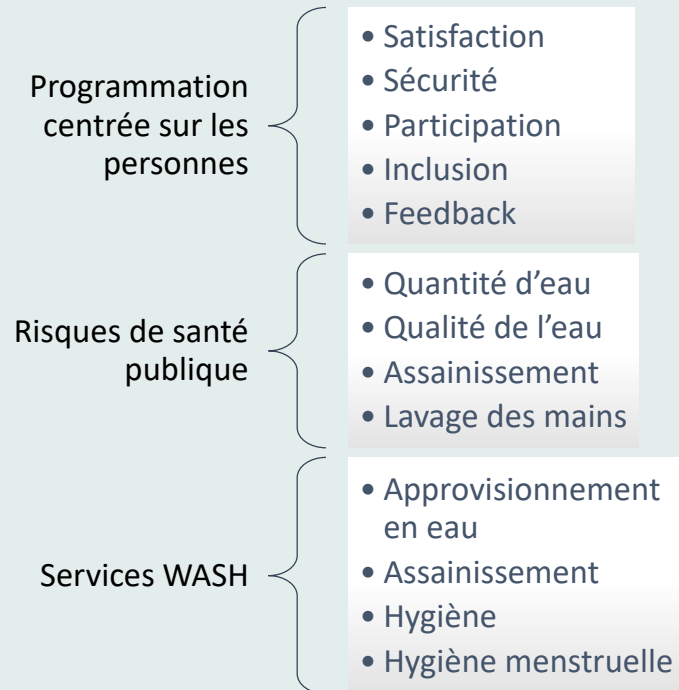 Programmation
centrée sur les
personnes
• Satisfaction
• Sécurité
• Participation
• Inclusion
• Feedback
Risques de santé
publique
• Quantité d’eau
• Qualité de l’eau
• Assainissement
• Lavage des mains
Services WASH
• Approvisionnement
en eau
• Assainissement
• Hygiène
• Hygiène menstruelle